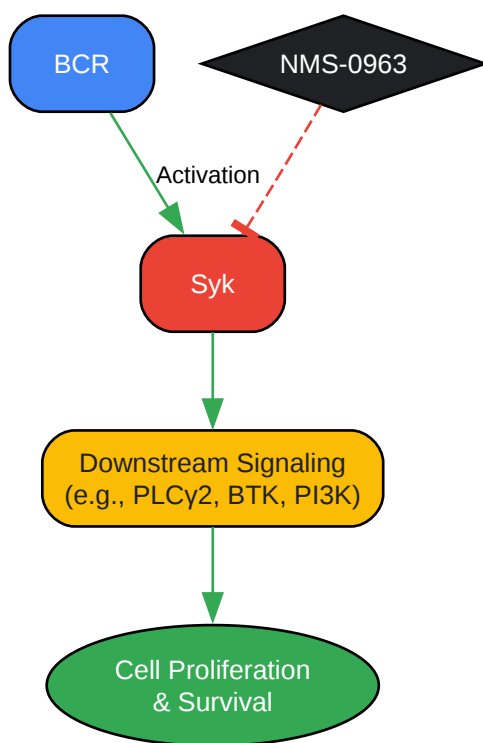 BCR
NMS-0963
Activation
Syk
Downstream Signaling
(e.g., PLCγ2, BTK, PI3K)
Cell Proliferation
& Survival